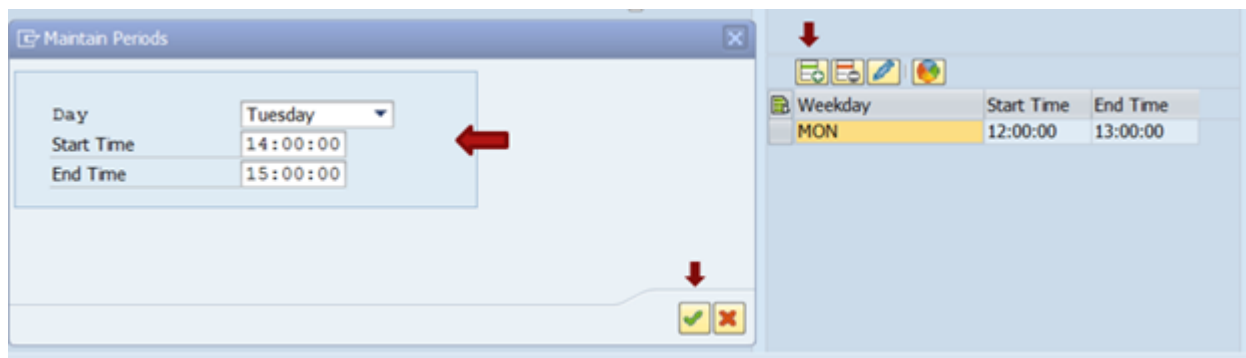 Maintain Periods
Day Tuesday
Start Time 14:00:00
End Time 15:00:00
Weekday Start Time End Time
MON 12:00:00 13:00:00